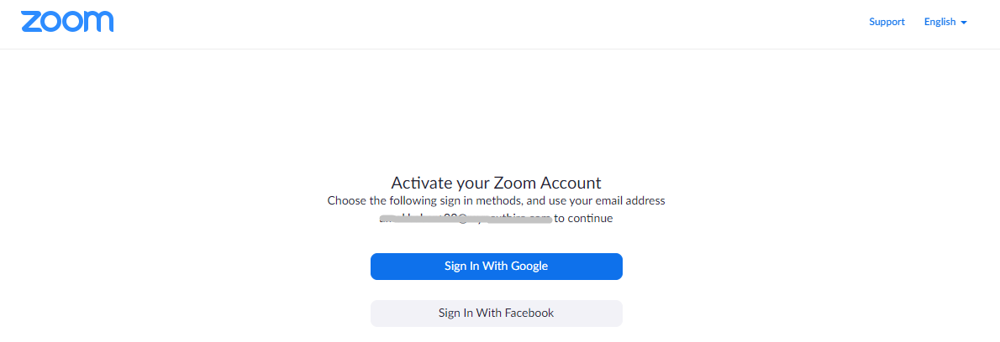 zoom
Support
English
Activate your Zoom Account
Choose the following sign in methods, and use your email address
to continue
Sign In With Google
Sign In With Facebook